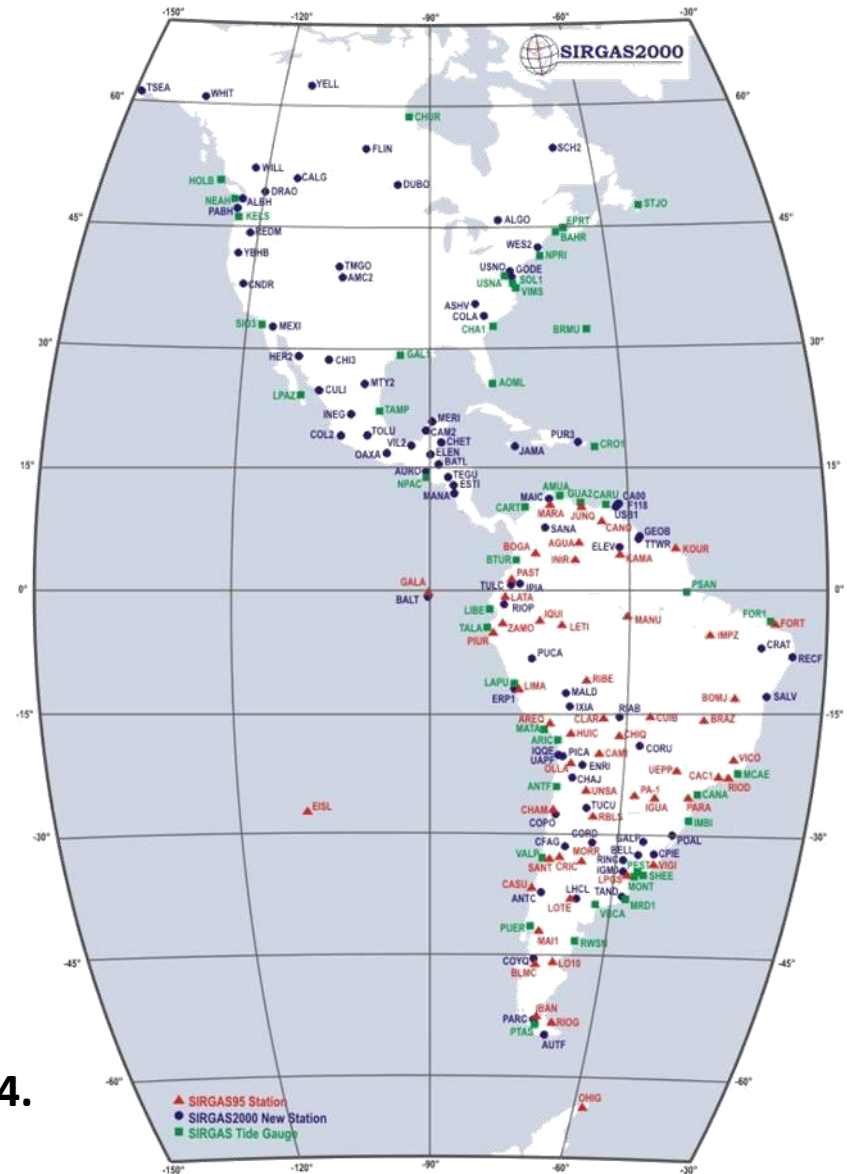 -150° -120° -90° -60° -30°
SIRGAS2000
TSEA
WHIT
YELL
60° 60°
CHUR
FLIN
SCH2
WILL
HOLB
CALG
DRAO
DUBO
NEAH
ALBH
PABH
KELS
STJO
45° 45°
ALGO
EPRT
REDM
BAHR
WES2
YBHB
NPRI
TMGO
USNO GODE
AMC2
USNA SOL1
CNDR
VIMS
ASHV
COLA
SIO3 MEXI
CHA1
BRMU
30° 30°
HER2
CHI3
GAL1
MTY2
AOML
LPAZ
CULI
INEG
TAMP
MERI
COL2
TOLU
CAM2
PUR3
VIL2
CHET
CRO1
OAXA
ELEN
JAMA
BATL
15° 15°
AURO
TEGU
NPAC
ESTI
MANA
AMUA
MAIC
GUA2 CARU CA00
CART
MARA JUNQ
F118
USB1
CANO
SANA
GEOB
TTWR
BOGA
AGUA
ELEV
KOUR
BTUR
INIR
KAMA
PAST
GALA
TULC IPIA
PSAN
0° 0°
BALT
LATA
LIBE
RIOP
FOR1
TALA
ZAMO
IQUI
LETI
MANU
FORT
PIUR
IMPZ
CRAT
PUCA
RECF
LAPU
LIMA
RIBE
MALD
ERP1
BOMJ
SALV
IXIA
-15° -15°
AREQ
CLARA
RIAB
CUIB
BRAZ
MATA
HUIC
CHIQ
ARIC
IQQE
PICA
CAMI
CORU
UAPF
OLLA
ENRI
UEPP
VICO
CHAJ
CAC1
MCAE
RIOD
ANTF
UNSA
PA-1
CANA
EISL
IGUA
PARA
CHAM
TUCU
COPO
RBLS
IMBI
-30° -30°
CORD
POAL
CFAG
BELL
CPIE
VALP
MORR
RINC
PEST
VIGI
SANT CRIC
IGM0
SHEE
LPGS
CASU
MONT
ANTC
LHCL
TAND
MRD1
LOTE
VBCA
PUER
MAI1
RWSN
-45° -45°
COYQ
LO10
BLMC
BAN
PARC
RIOG
PTAS
AUTF
-60° -60°
4.
SIRGAS95 Station
OHIG
SIRGAS2000 New Station
SIRGAS Tide Gauge
-150° -120° -90° -60° -30°